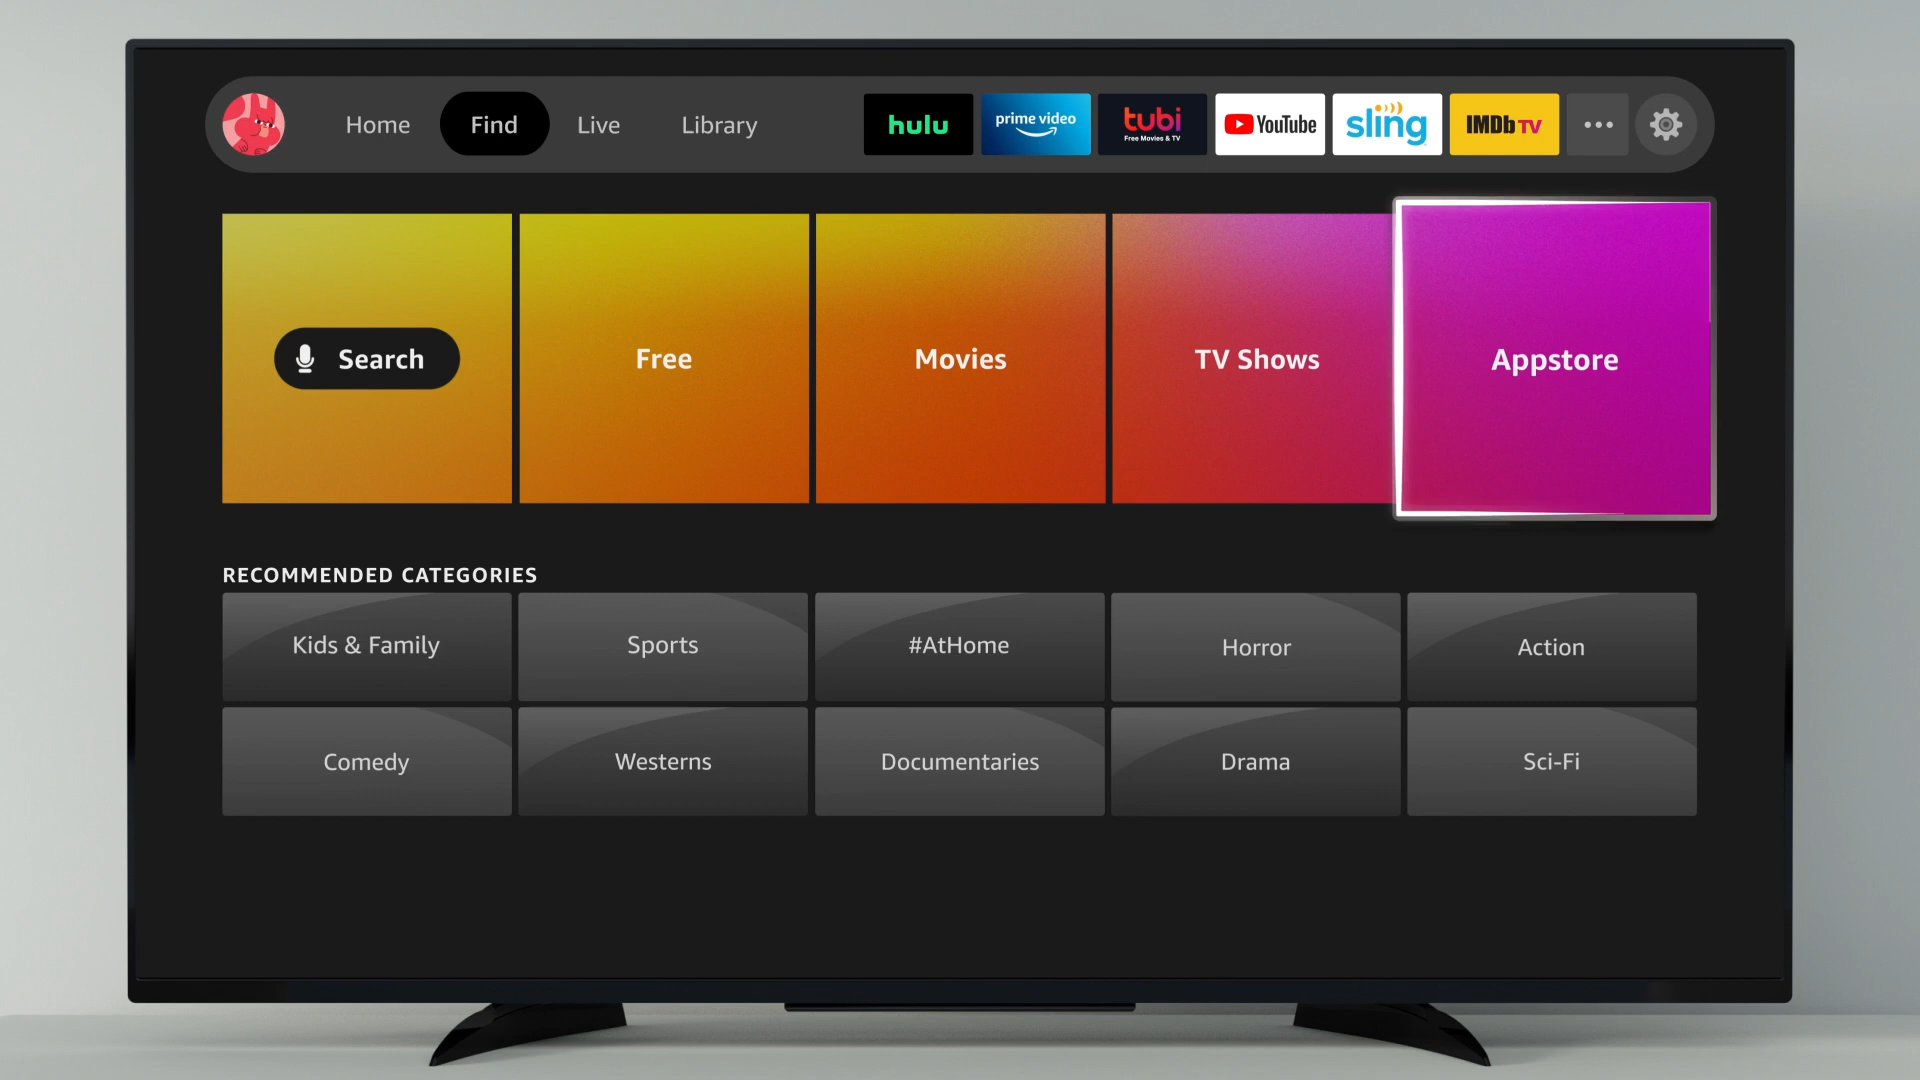 Home
Find
Live
Library
hulu
prime video
tubi
Free Movies & TV
YouTube
sling
IMDb TV
Search
Free
Movies
TV Shows
Appstore
RECOMMENDED CATEGORIES
Kids & Family
Sports
#AtHome
Horror
Action
Comedy
Westerns
Documentaries
Drama
Sci-Fi